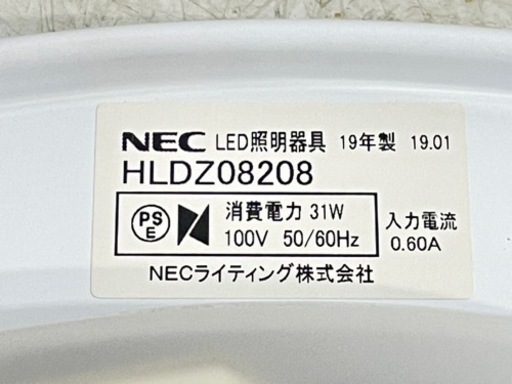 NEC LED照明器具 19年製 19.01
HLDZ08208
PSE 消費電力 31W
100V 50/60Hz
入力電流
0.60A
NECライティング株式会社